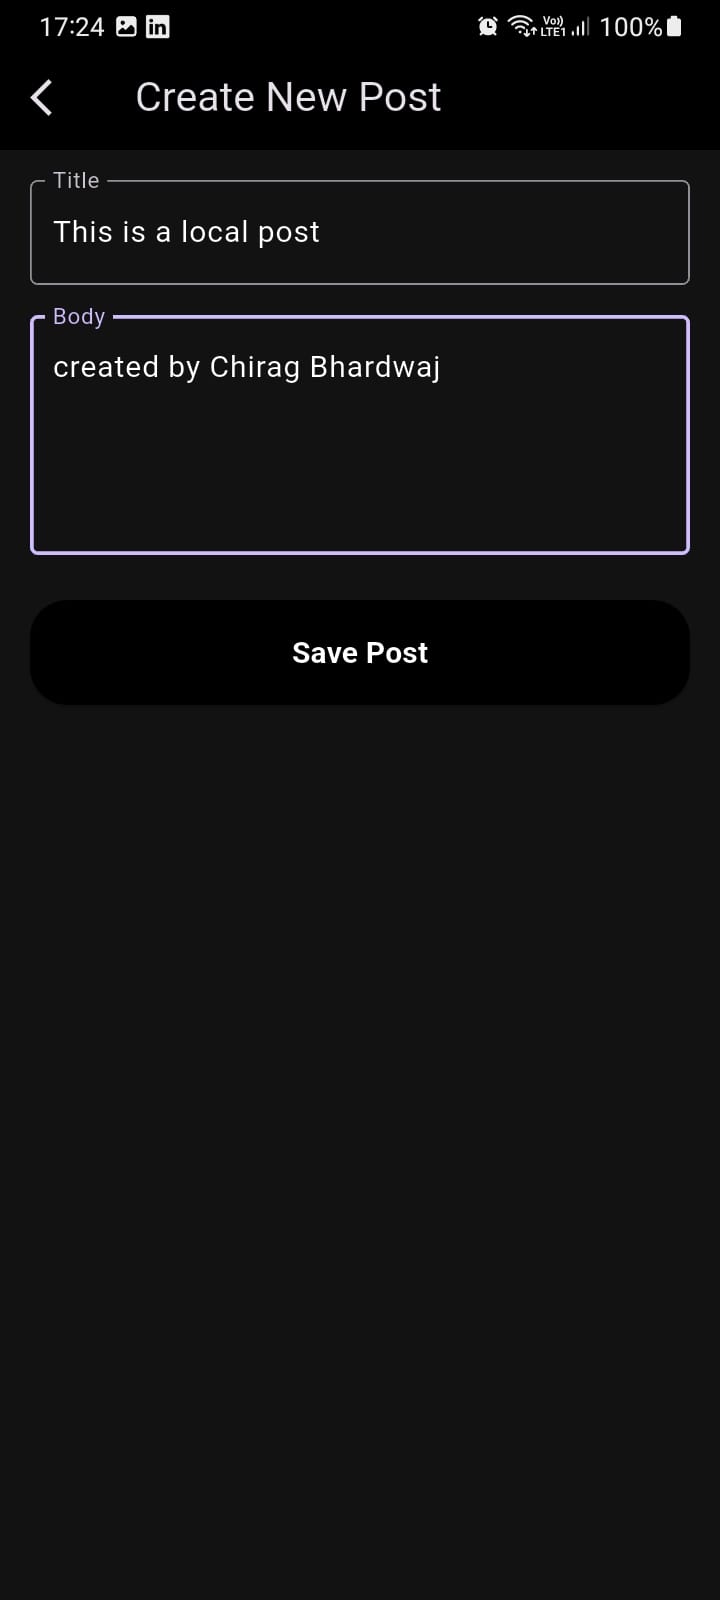 17:24 in Vo)) LTE1 100%
Create New Post
Title
This is a local post
Body
created by Chirag Bhardwaj
Save Post